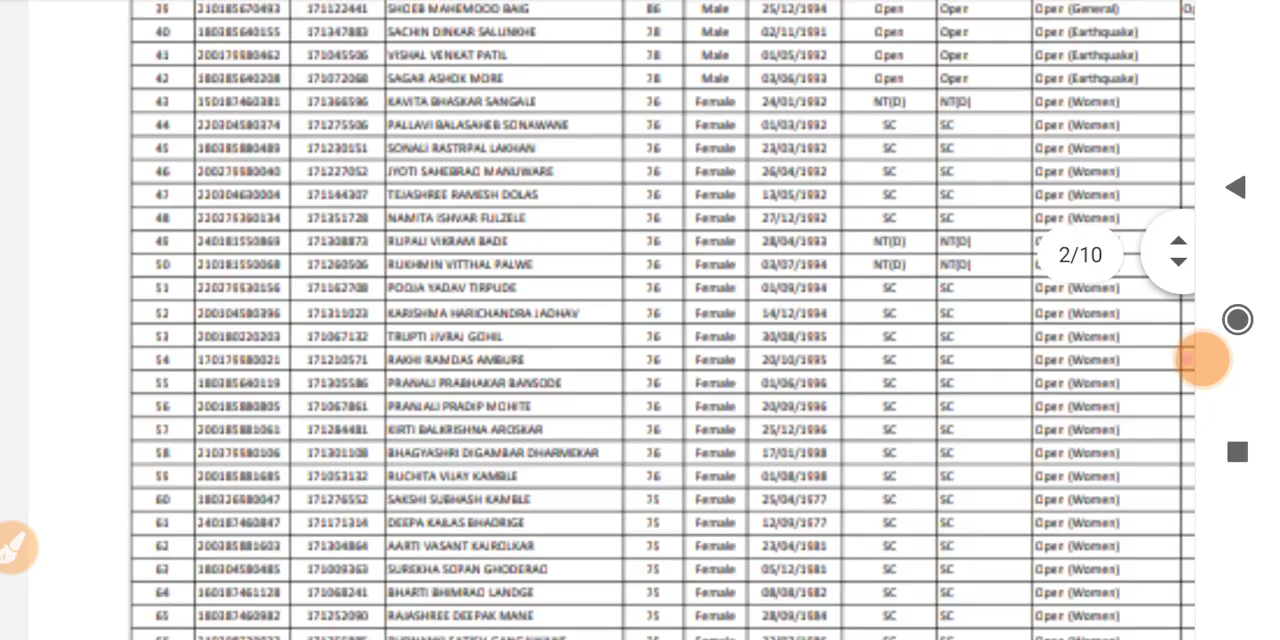 39 210185670493 171122441 SHOEB MAHEMOOD BAIG 86 Male 25/12/1994 Open Open Open (General)
40 180385640155 171347883 SACHIN DINKAR SALUNKHE 78 Male 02/11/1991 Open Open Open (Earthquake)
41 200179580462 171045506 VISHAL VENKAT PATIL 78 Male 01/05/1992 Open Open Open (Earthquake)
42 180385640208 171072068 SAGAR ASHOK MORE 78 Male 03/06/1993 Open Open Open (Earthquake)
43 150187460381 171366596 KAVITA BHASKAR SANGALE 76 Female 24/01/1992 NT(D) NT(D) Open (Women)
44 220304580374 171275506 PALLAVI BALASAHEB SONAWANE 76 Female 01/03/1992 SC SC Open (Women)
45 180385880489 171230151 SONALI RASTRPAL LAKHAN 76 Female 23/03/1992 SC SC Open (Women)
46 200279580040 171227052 JYOTI SAHEBRAO MANUWARE 76 Female 26/04/1992 SC SC Open (Women)
47 220304630004 171144307 TEJASHREE RAMESH DOLAS 76 Female 13/05/1992 SC SC Open (Women)
48 220275360134 171351728 NAMITA ISHVAR FULZELE 76 Female 27/12/1992 SC SC Open (Women)
49 240181550869 171308873 RUPALI VIKRAM BADE 76 Female 28/04/1993 NT(D) NT(D)
2/10
50 210181550068 171260506 RUKHMIN VITTHAL PALWE 76 Female 03/07/1994 NT(D) NT(D)
51 220279530156 171162708 POOJA YADAV TIRPUDE 76 Female 01/09/1994 SC SC Open (Women)
52 200104580396 171311023 KARISHMA HARICHANDRA JADHAV 76 Female 14/12/1994 SC SC Open (Women)
53 200180220203 171067132 TRUPTI JIVRAJ GOHIL 76 Female 30/08/1995 SC SC Open (Women)
54 170179580021 171210571 RAKHI RAMDAS AMBURE 76 Female 20/10/1995 SC SC Open (Women)
55 180385640119 171305586 PRANALI PRABHAKAR BANSODE 76 Female 01/06/1996 SC SC Open (Women)
56 200185880805 171067861 PRANJALI PRADIP MOHITE 76 Female 20/09/1996 SC SC Open (Women)
57 200185881061 171284481 KIRTI BALKRISHNA AROSKAR 76 Female 25/12/1996 SC SC Open (Women)
58 210379580106 171301108 BHAGYASHRI DIGAMBAR DHARMEKAR 76 Female 17/01/1998 SC SC Open (Women)
59 200185881685 171053132 RUCHITA VIJAY KAMBLE 76 Female 01/08/1998 SC SC Open (Women)
60 180326580047 171276552 SAKSHI SUBHASH KAMBLE 75 Female 25/04/1977 SC SC Open (Women)
61 240187460847 171171314 DEEPA KAILAS BHADRIGE 75 Female 12/09/1977 SC SC Open (Women)
62 200385881603 171304864 AARTI VASANT KAIROLKAR 75 Female 23/04/1981 SC SC Open (Women)
63 180304580485 171009363 SUREKHA SOPAN GHODERAO 75 Female 05/12/1981 SC SC Open (Women)
64 160187461128 171068241 BHARTI BHIMRAO LANDGE 75 Female 08/08/1982 SC SC Open (Women)
65 180387460982 171252090 RAJASHREE DEEPAK MANE 75 Female 28/09/1984 SC SC Open (Women)